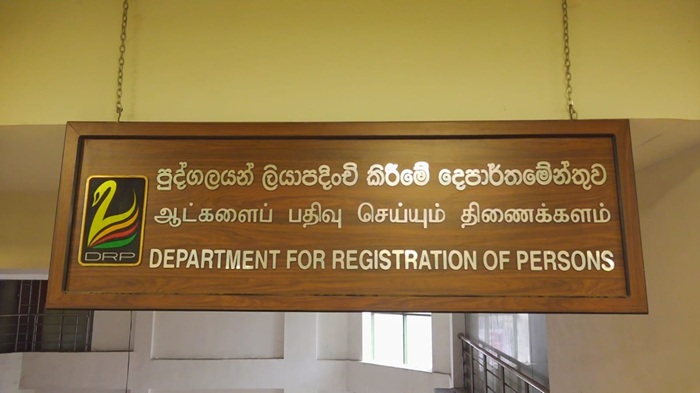 පුද්ගලයන් ලියාපදිංචි කිරීමේ දෙපාර්තමේන්තුව
ஆட்களைப் பதிவு செய்யும் திணைக்களம்
DRP
DEPARTMENT FOR REGISTRATION OF PERSONS